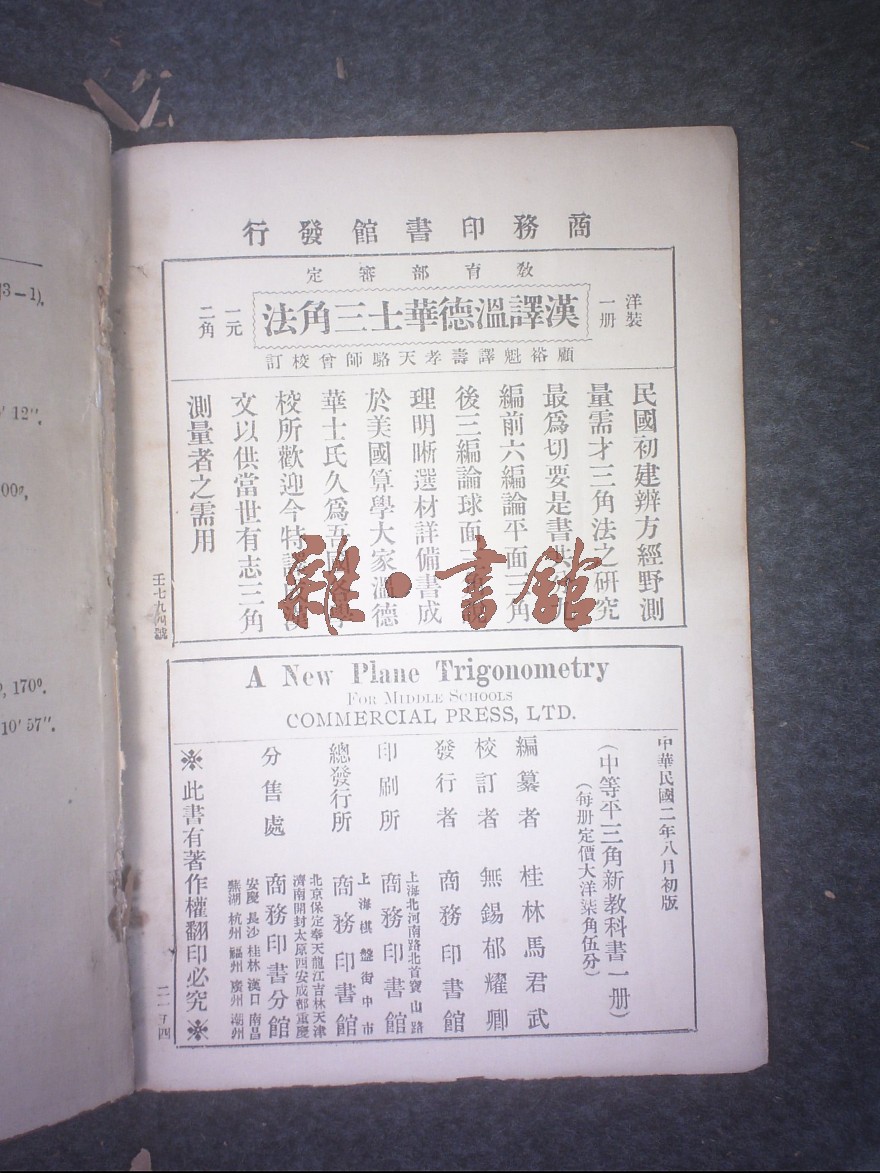 商務印書館發行
教育部審定
洋裝一册
漢譯溫德華士三角法
一元二角
顧裕魁譯壽孝天駱師曾校訂
民國初建辨方經野測
量需才三角法之研究
最爲切要是書共
編前六編論平面三角
後三編論球面三
理明晰選材詳備書成
於美國算學大家溫德
華士氏久爲吾
校所歡迎今特
文以供當世有志三角
測量者之需用
壬七九四號
雜·書館
A New Plane Trigonometry
FOR MIDDLE SCHOOLS
COMMERCIAL PRESS, LTD.
中華民國二年八月初版
(中等平三角新教科書一册)
(每册定價大洋柒角伍分)
編纂者 桂林馬君武
校訂者 無錫郁耀卿
發行者 商務印書館
上海北河南路北首寶山路
印刷所 商務印書館
上海棋盤街中市
總發行所 商務印書館
北京保定奉天龍江吉林天津
濟南開封太原西安成都重慶
分售處 商務印書分館
安慶長沙桂林漢口南昌
蕪湖杭州福州廣州潮州
※此書有著作權翻印必究※
3–1).
′ 12″.
, 170⁰.
10′ 57″.